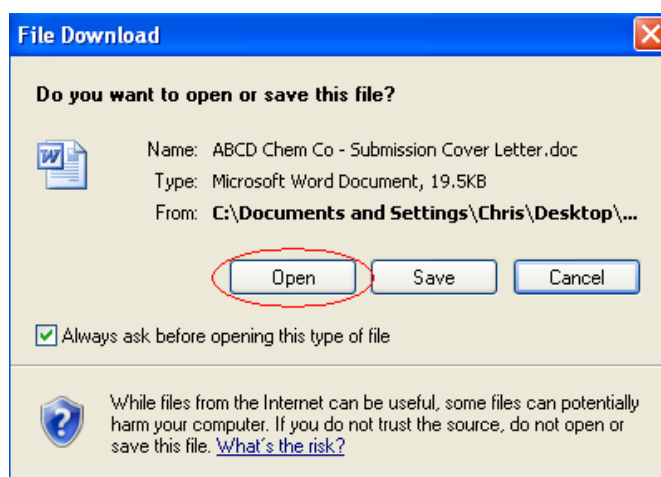 File Download
Do you want to open or save this file?
Name: ABCD Chem Co - Submission Cover Letter.doc
Type: Microsoft Word Document, 19.5KB
From: C:\Documents and Settings\Chris\Desktop\...
Open Save Cancel
Always ask before opening this type of file
While files from the Internet can be useful, some files can potentially
harm your computer. If you do not trust the source, do not open or
save this file. What's the risk?